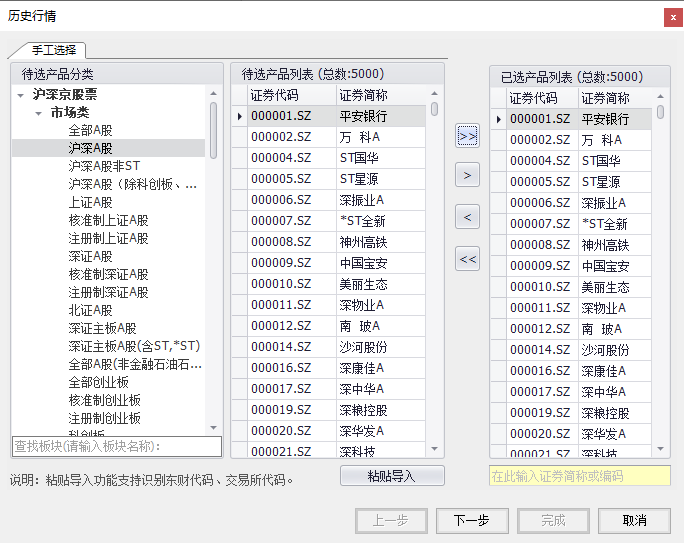 历史行情
x
手工选择
待选产品分类
沪深京股票
市场类
全部A股
沪深A股
沪深A股非ST
沪深A股（除科创板、...
上证A股
核准制上证A股
注册制上证A股
深证A股
核准制深证A股
注册制深证A股
北证A股
深证主板A股
深证主板A股(含ST,*ST)
全部A股(非金融石油石...
全部创业板
核准制创业板
注册制创业板
科创板
查找板块(请输入板块名称):
待选产品列表 (总数:5000)
证券代码 证券简称
000001.SZ 平安银行
000002.SZ 万 科A
000004.SZ ST国华
000005.SZ ST星源
000006.SZ 深振业A
000007.SZ *ST全新
000008.SZ 神州高铁
000009.SZ 中国宝安
000010.SZ 美丽生态
000011.SZ 深物业A
000012.SZ 南 玻A
000014.SZ 沙河股份
000016.SZ 深康佳A
000017.SZ 深中华A
000019.SZ 深粮控股
000020.SZ 深华发A
000021.SZ 深科技
>>
>
<
<<
已选产品列表 (总数:5000)
证券代码 证券简称
000001.SZ 平安银行
000002.SZ 万 科A
000004.SZ ST国华
000005.SZ ST星源
000006.SZ 深振业A
000007.SZ *ST全新
000008.SZ 神州高铁
000009.SZ 中国宝安
000010.SZ 美丽生态
000011.SZ 深物业A
000012.SZ 南 玻A
000014.SZ 沙河股份
000016.SZ 深康佳A
000017.SZ 深中华A
000019.SZ 深粮控股
000020.SZ 深华发A
000021.SZ 深科技
说明：粘贴导入功能支持识别东财代码、交易所代码。
粘贴导入
在此输入证券简称或编码
上一步
下一步
完成
取消